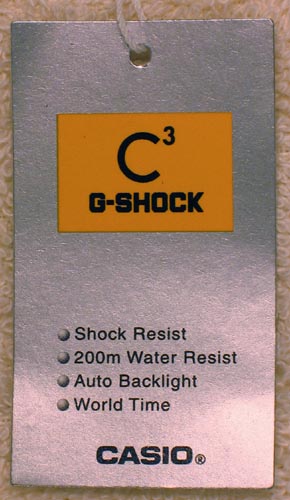 C³
G-SHOCK
Shock Resist
200m Water Resist
Auto Backlight
World Time
CASIO®